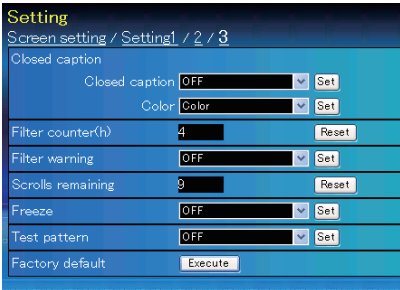 Setting
Screen setting / Setting1 / 2 / 3
Closed caption
Closed caption OFF Set
Color Color Set
Filter counter(h) 4 Reset
Filter warning OFF Set
Scrolls remaining 9 Reset
Freeze OFF Set
Test pattern OFF Set
Factory default Execute